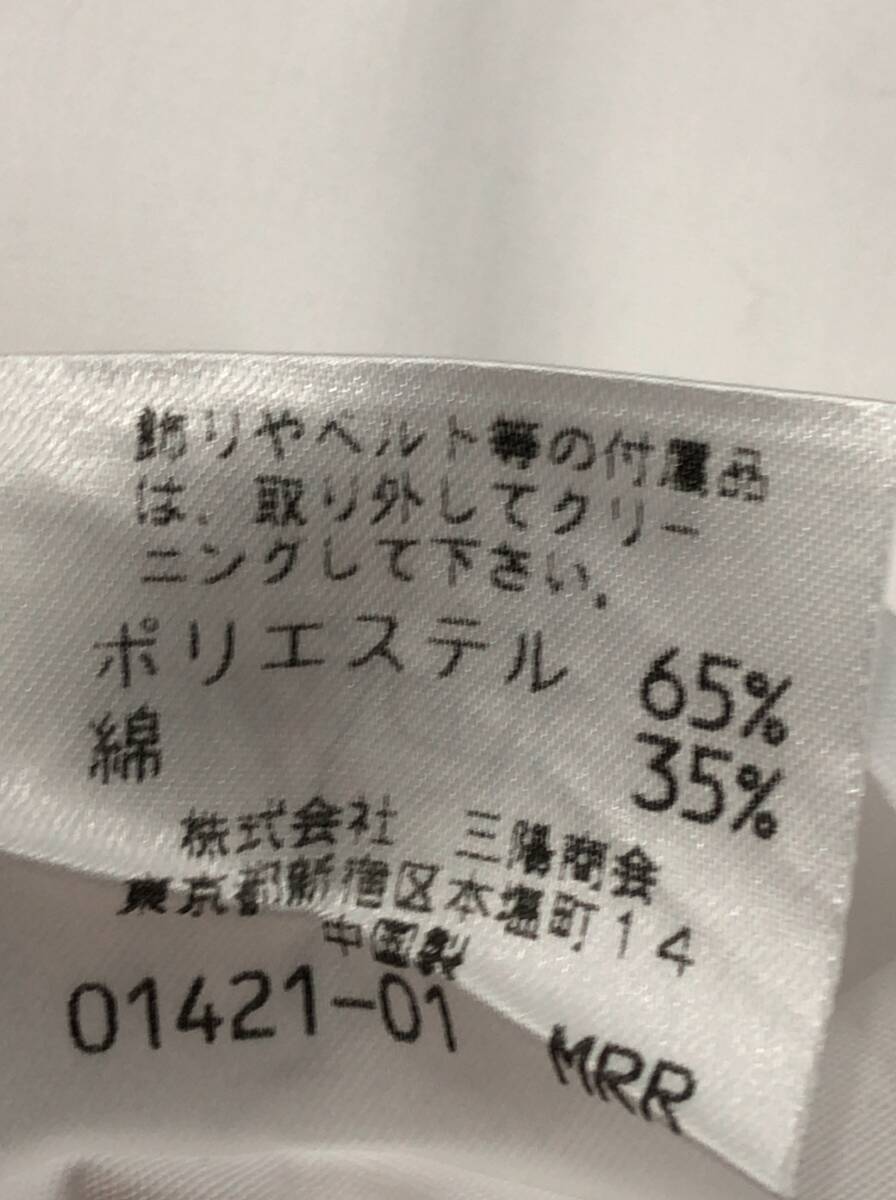 飾りやベルト等の付属品
は、取り外してクリー
ニングして下さい。
ポリエステル 65%
綿 35%
株式会社 三陽商会
東京都新宿区本塩町14
中国製
01421-01 MRR